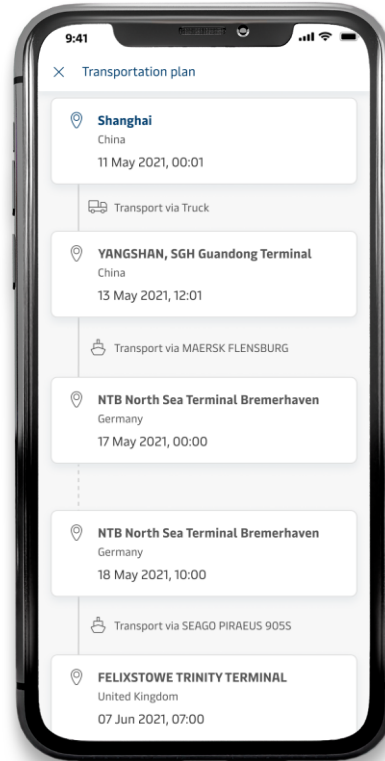 9:41
Transportation plan
Shanghai
China
11 May 2021, 00:01
Transport via Truck
YANGSHAN, SGH Guandong Terminal
China
13 May 2021, 12:01
Transport via MAERSK FLENSBURG
NTB North Sea Terminal Bremerhaven
Germany
17 May 2021, 00:00
NTB North Sea Terminal Bremerhaven
Germany
18 May 2021, 10:00
Transport via SEAGO PIRAEUS 905S
FELIXSTOWE TRINITY TERMINAL
United Kingdom
07 Jun 2021, 07:00